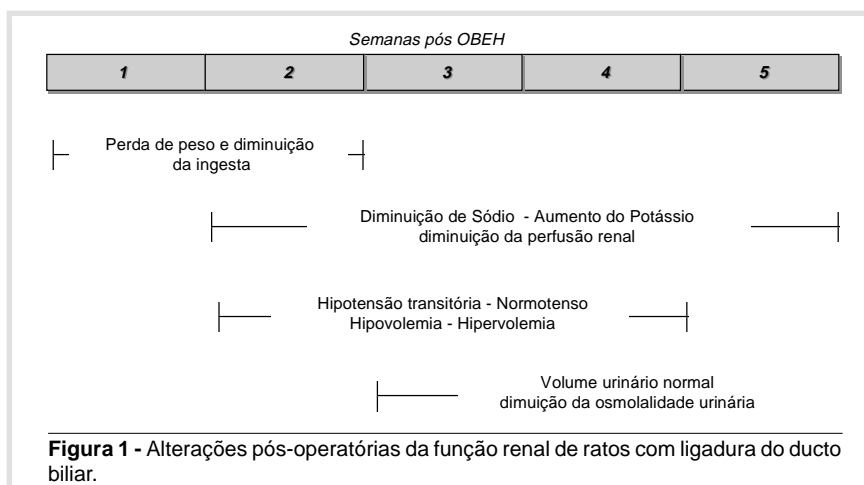 Semanas pós OBEH
1 2 3 4 5
Perda de peso e diminuição
da ingesta
Diminuição de Sódio - Aumento do Potássio
diminuição da perfusão renal
Hipotensão transitória - Normotenso
Hipovolemia - Hipervolemia
Volume urinário normal
dimuição da osmolalidade urinária
Figura 1 - Alterações pós-operatórias da função renal de ratos com ligadura do ducto
biliar.